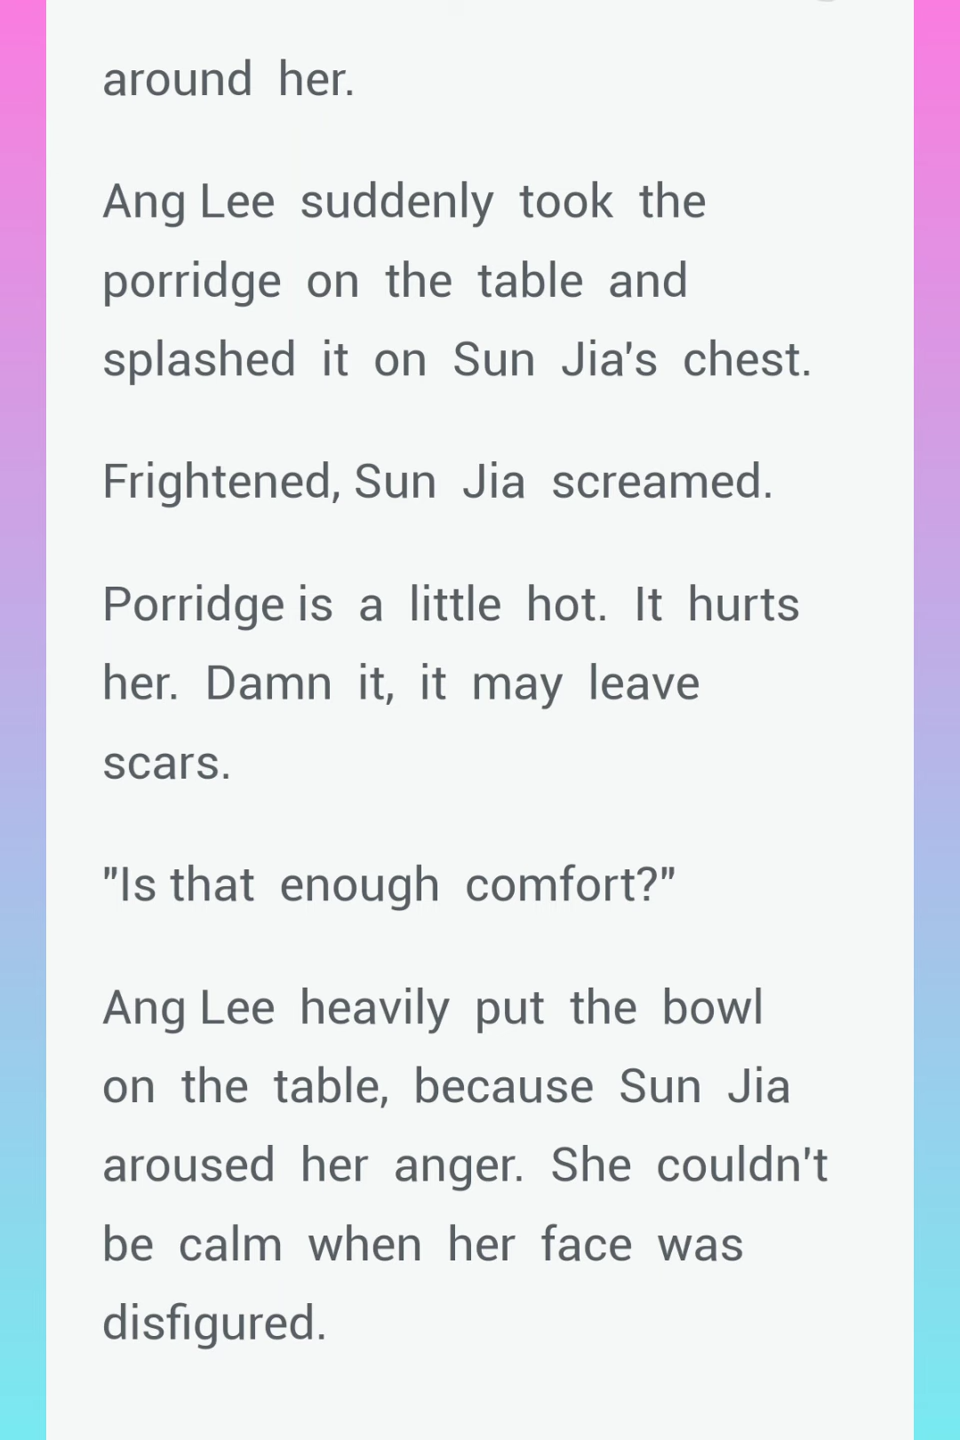 around her.
Ang Lee suddenly took the
porridge on the table and
splashed it on Sun Jia's chest.
Frightened, Sun Jia screamed.
Porridge is a little hot. It hurts
her. Damn it, it may leave
scars.
"Is that enough comfort?"
Ang Lee heavily put the bowl
on the table, because Sun Jia
aroused her anger. She couldn't
be calm when her face was
disfigured.